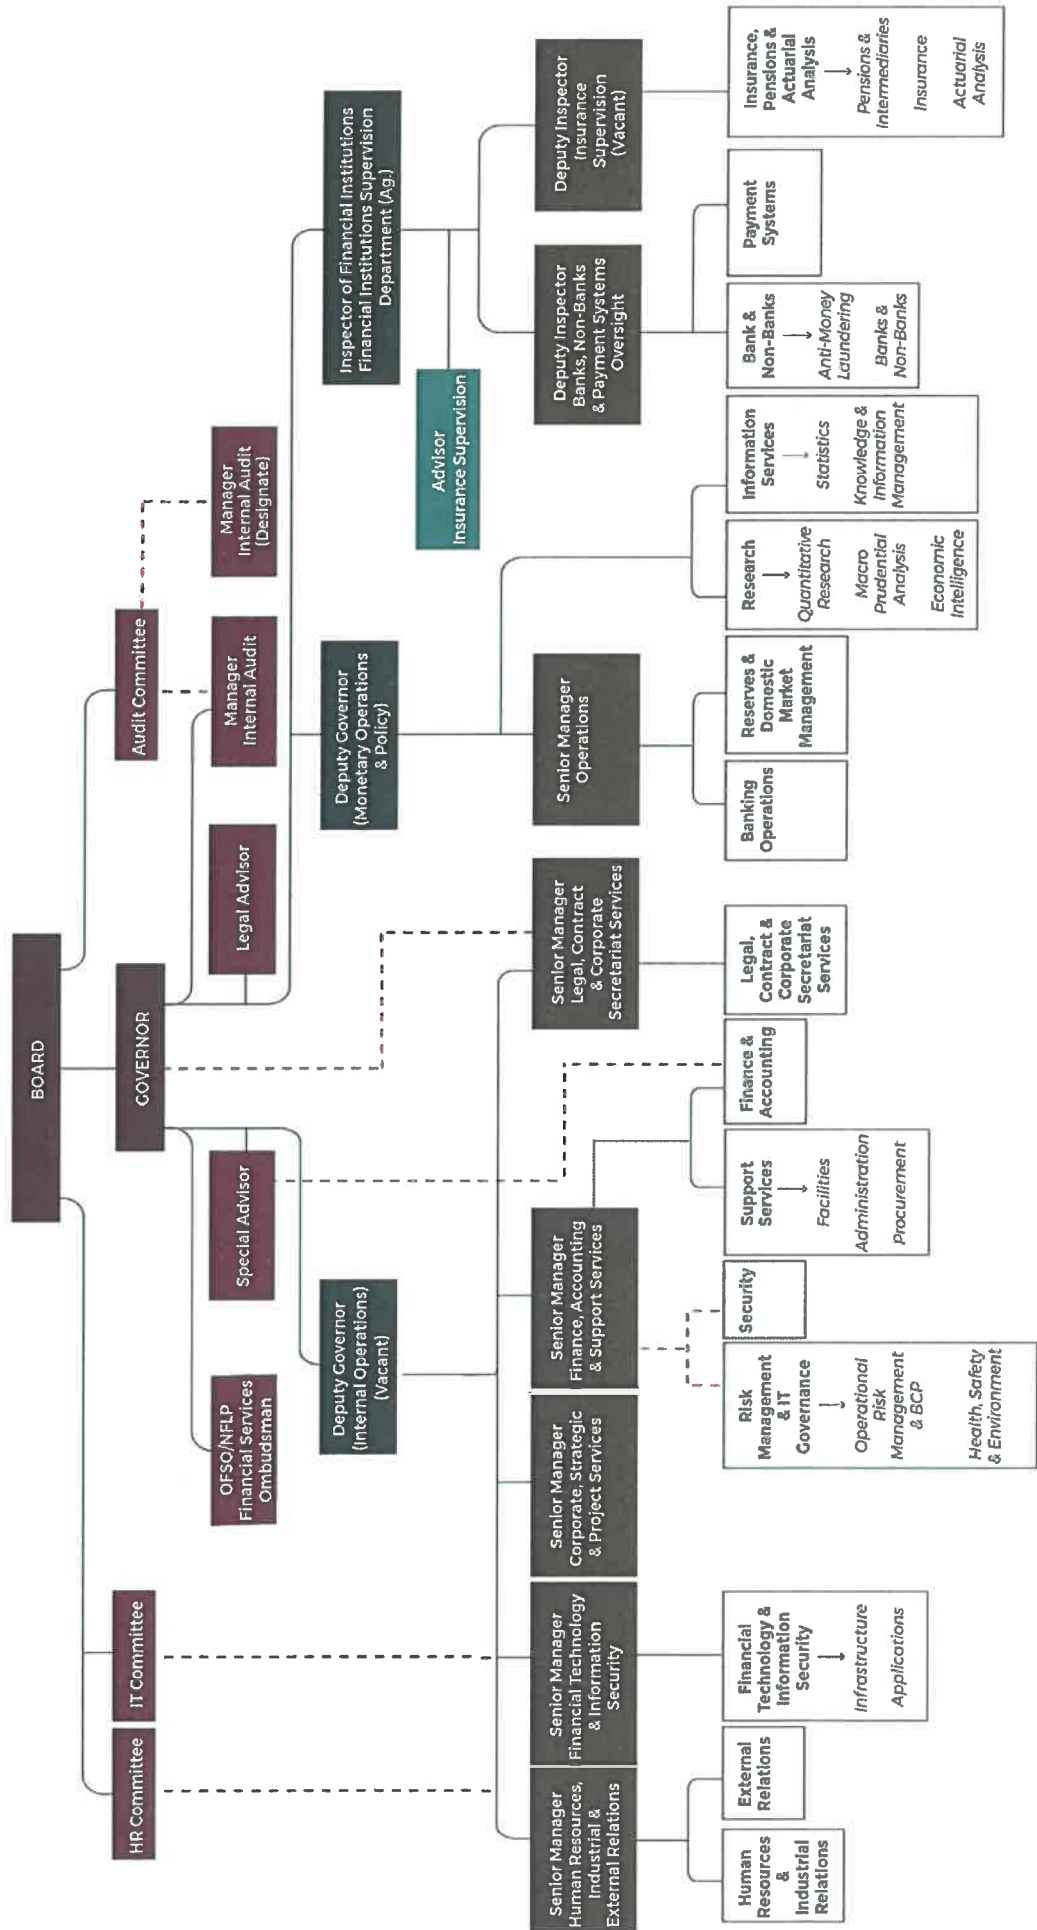 BOARD
HR Committee
IT Committee
GOVERNOR
Audit Committee
OFSO/NFLP
Financial Services
Ombudsman
Special Advisor
Legal Advisor
Manager
Internal Audit
Manager
Internal Audit
(Designate)
Deputy Governor
(Internal Operations)
(Vacant)
Deputy Governor
(Monetary Operations
& Policy)
Inspector of Financial Institutions
Financial Institutions Supervision
Department (Ag.)
Advisor
Insurance Supervision
Senior Manager
Human Resources,
Industrial &
External Relations
Senior Manager
Financial Technology
& Information
Security
Senior Manager
Corporate, Strategic
& Project Services
Senior Manager
Finance, Accounting
& Support Services
Senior Manager
Legal, Contract
& Corporate
Secretariat Services
Senior Manager
Operations
Deputy Inspector
Banks, Non-Banks
& Payment Systems
Oversight
Deputy Inspector
Insurance
Supervision
(Vacant)
Human
Resources
&
Industrial
Relations
External
Relations
Financial
Technology &
Information
Security
Infrastructure
Applications
Risk
Management
& IT
Governance
Operational
Risk
Management
& BCP
Health, Safety
& Environment
Security
Support
Services
Facilities
Administration
Procurement
Finance &
Accounting
Legal,
Contract &
Corporate
Secretariat
Services
Banking
Operations
Reserves &
Domestic
Market
Management
Research
Quantitative
Research
Macro
Prudential
Analysis
Economic
Intelligence
Information
Services
Statistics
Knowledge &
Information
Management
Bank &
Non-Banks
Anti-Money
Laundering
Banks &
Non-Banks
Payment
Systems
Insurance,
Pensions &
Actuarial
Analysis
Pensions &
Intermediaries
Insurance
Actuarial
Analysis